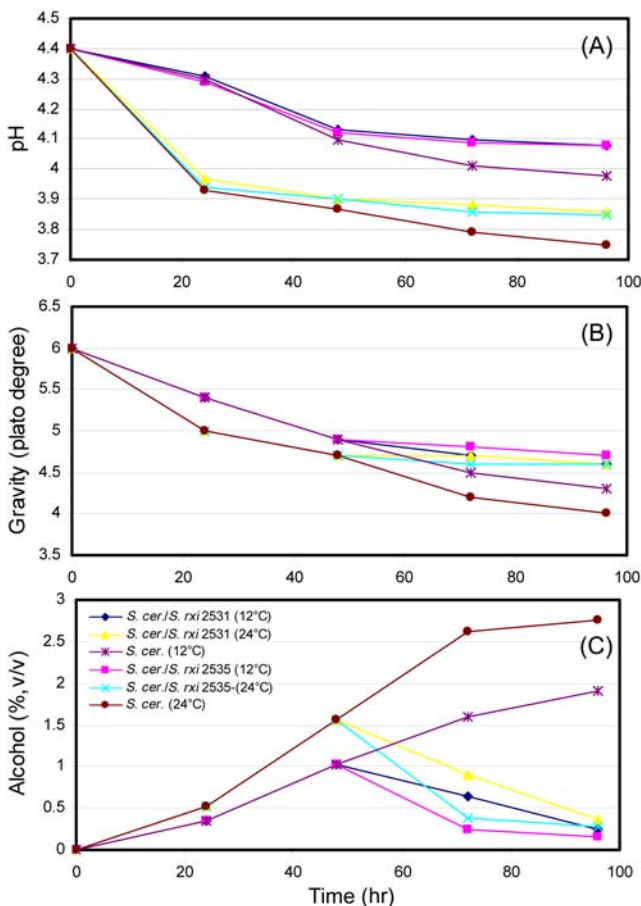 (A)
pH
4.5
4.4
4.3
4.2
4.1
4
3.9
3.8
3.7
0 20 40 60 80 100
(B)
Gravity (plato degree)
6.5
6
5.5
5
4.5
4
3.5
0 20 40 60 80 100
(C)
Alcohol (%,v/v)
3
2.5
2
1.5
1
0.5
0
S. cer./S. rxi 2531 (12°C)
S. cer./S. rxi 2531 (24°C)
S. cer. (12°C)
S. cer./S. rxi 2535 (12°C)
S. cer./S. rxi 2535-(24°C)
S. cer. (24°C)
0 20 40 60 80 100
Time (hr)